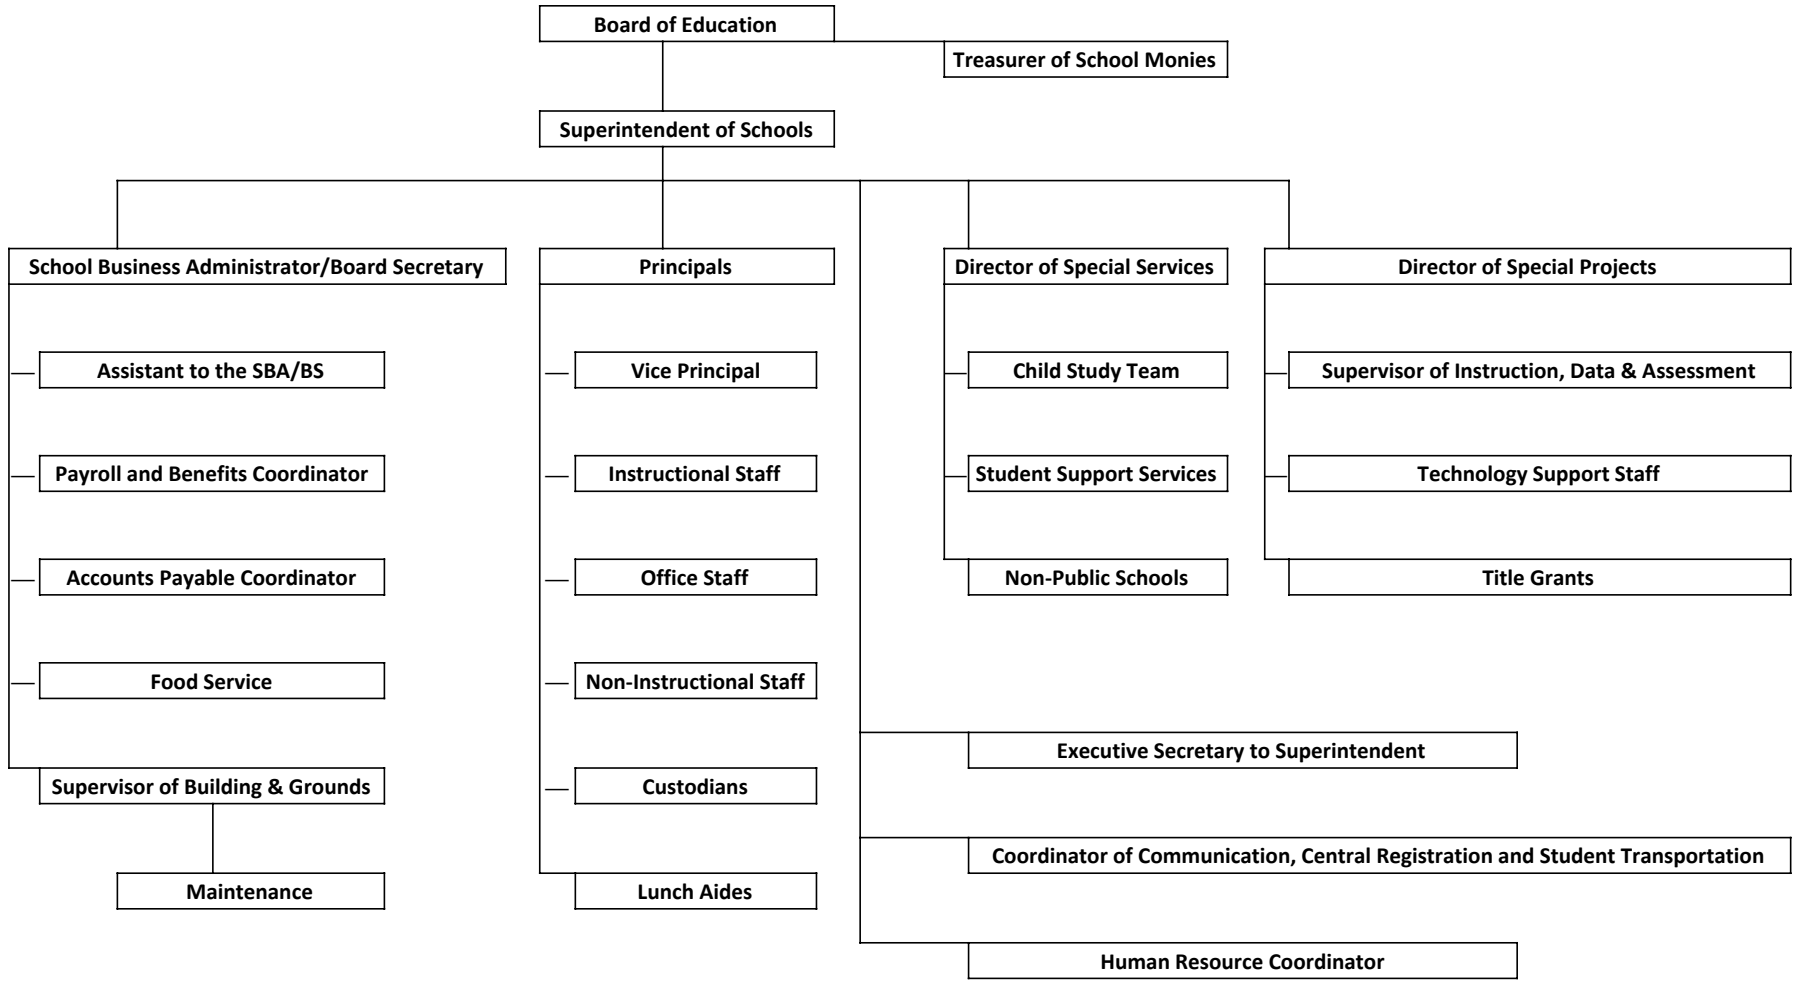 Board of Education
Treasurer of School Monies
Superintendent of Schools
School Business Administrator/Board Secretary
Principals
Director of Special Services
Director of Special Projects
Assistant to the SBA/BS
Vice Principal
Child Study Team
Supervisor of Instruction, Data & Assessment
Payroll and Benefits Coordinator
Instructional Staff
Student Support Services
Technology Support Staff
Accounts Payable Coordinator
Office Staff
Non-Public Schools
Title Grants
Food Service
Non-Instructional Staff
Executive Secretary to Superintendent
Supervisor of Building & Grounds
Custodians
Coordinator of Communication, Central Registration and Student Transportation
Maintenance
Lunch Aides
Human Resource Coordinator